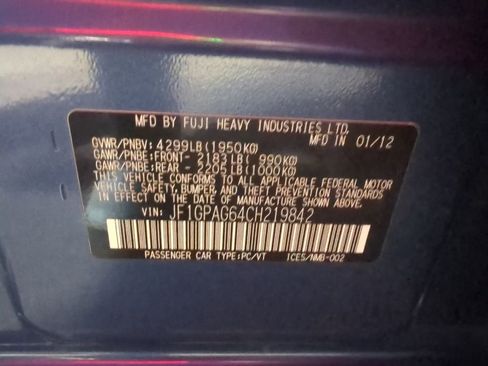 MFD BY FUJI HEAVY INDUSTRIES LTD.
MFD IN 01/12
GVWR/PNBV: 4299LB(1950KG)
GAWR/PNBE:FRONT- 2183LB( 990KG)
GAWR/PNBE:REAR - 2205LB(1000KG)
THIS VEHICLE CONFORMS TO ALL APPLICABLE FEDERAL MOTOR
VEHICLE SAFETY, BUMPER, AND THEFT PREVENTION STANDARDS
IN EFFECT ON THE DATE OF MANUFACTURE SHOWN ABOVE.
VIN: JF1GPAG64CH219842
PASSENGER CAR TYPE:PC/VT 1CE5/NMB-002